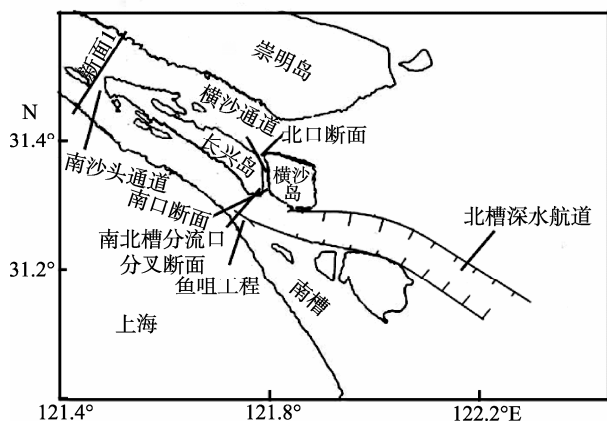 崇明岛
断面1
横沙通道
北口断面
N
31.4°
长兴岛
横沙
岛
南沙头通道
南口断面
北槽深水航道
南北槽分流口
分叉断面
31.2°
鱼咀工程
南槽
上海
121.4°
121.8°
122.2°E